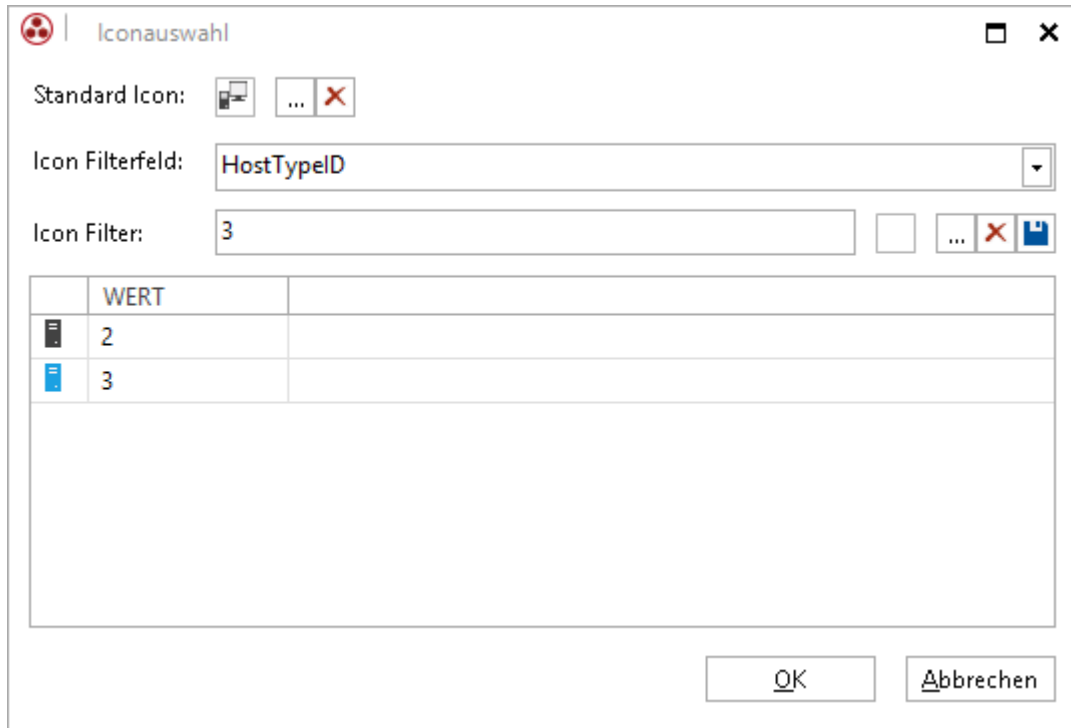 Iconauswahl
Standard Icon: ...
Icon Filterfeld: HostTypeID
Icon Filter: 3 ...
WERT
2
3
OK Abbrechen